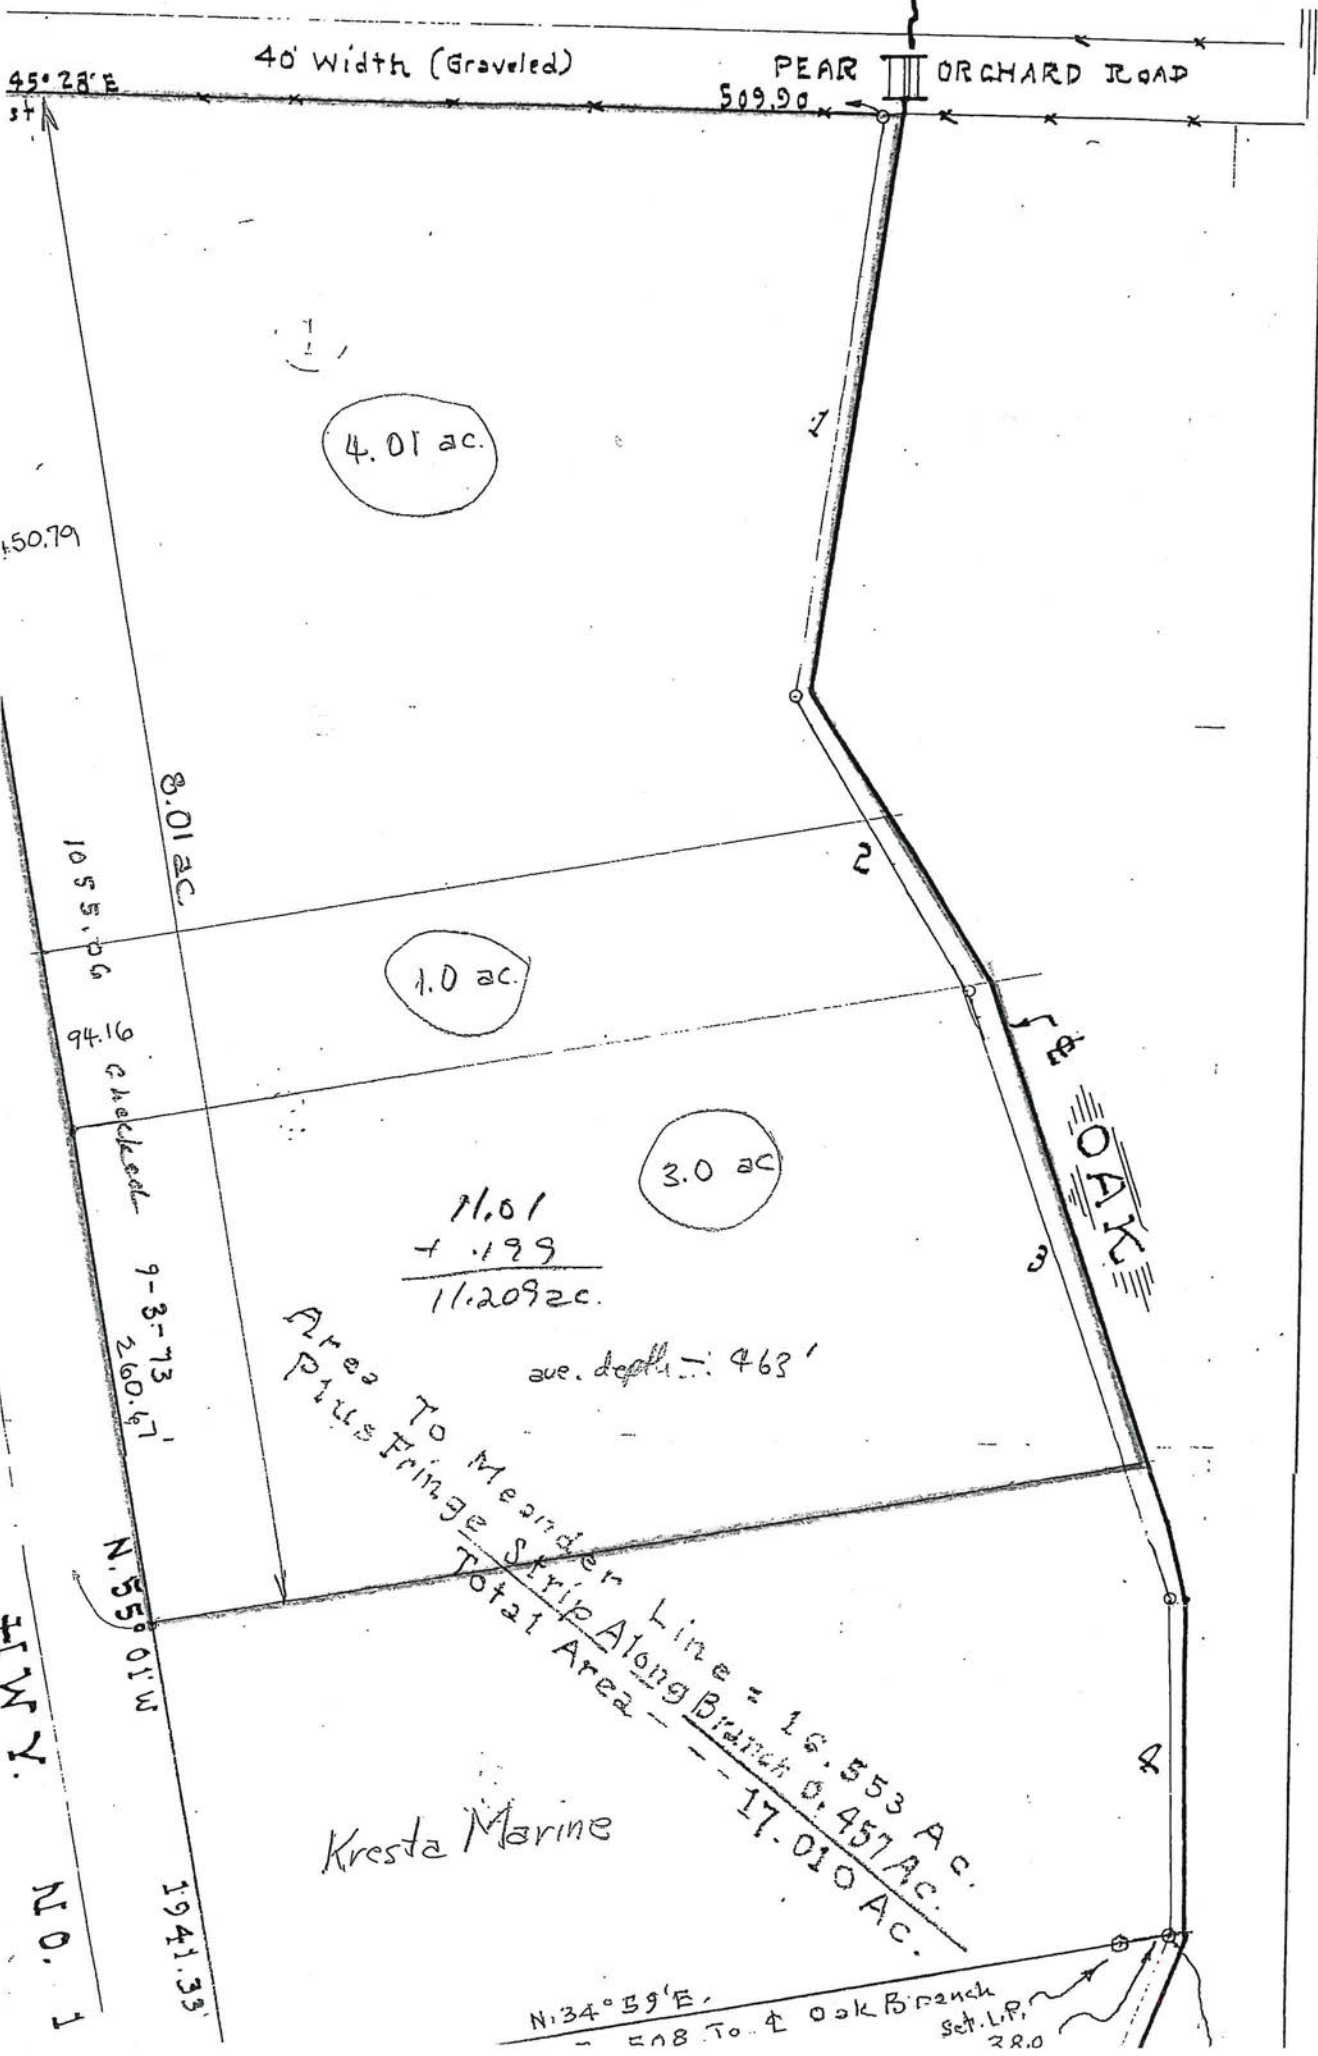 40' Width (Graveled)
PEAR ORCHARD ROAD
45° 28' E
509.90
st
1
4.01 ac.
50.79
8.01 ac
2
1055.06
1.0 ac.
94.16
checked 9-3-73
OAK
3.0 ac
3
11.01
+ .199
11.209 ac.
ave. depth -: 463'
260.67'
Area To Meander Line = 16.553 Ac.
Plus Fringe Strip Along Branch 0.457 Ac.
Total Area - - - 17.010 Ac.
N.55° 01' W
1941.33'
HWY. NO. 1
Kresta Marine
N.34° 59' E.
508 To ℄ Oak Branch
Set. I.P.